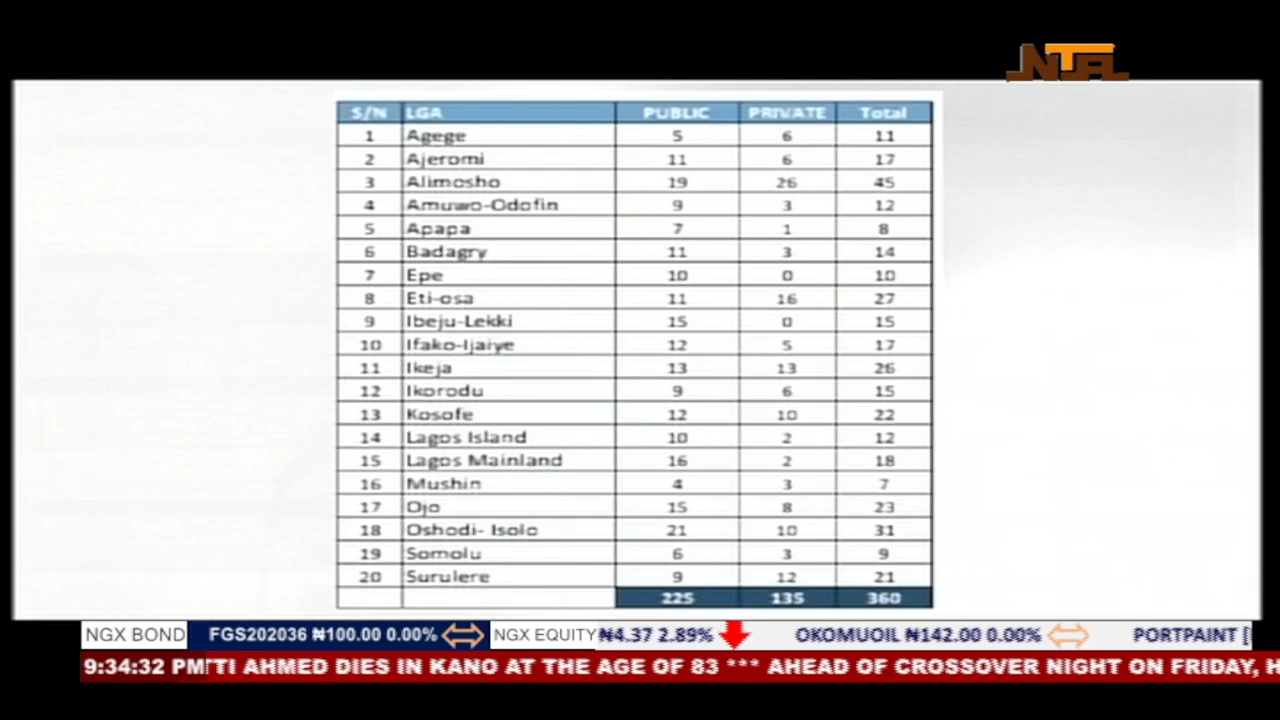 NTA
S/N LGA PUBLIC PRIVATE Total
1 Agege 5 6 11
2 Ajeromi 11 6 17
3 Alimosho 19 26 45
4 Amuwo-Odofin 9 3 12
5 Apapa 7 1 8
6 Badagry 11 3 14
7 Epe 10 0 10
8 Eti-osa 11 16 27
9 Ibeju-Lekki 15 0 15
10 Ifako-Ijaiye 12 5 17
11 Ikeja 13 13 26
12 Ikorodu 9 6 15
13 Kosofe 12 10 22
14 Lagos Island 10 2 12
15 Lagos Mainland 16 2 18
16 Mushin 4 3 7
17 Ojo 15 8 23
18 Oshodi- Isolo 21 10 31
19 Somolu 6 3 9
20 Surulere 9 12 21
225 135 360
NGX BOND FGS202036 ₦100.00 0.00% NGX EQUITY ₦4.37 2.89% OKOMUOIL ₦142.00 0.00% PORTPAINT [
9:34:32 PM TI AHMED DIES IN KANO AT THE AGE OF 83 *** AHEAD OF CROSSOVER NIGHT ON FRIDAY, H